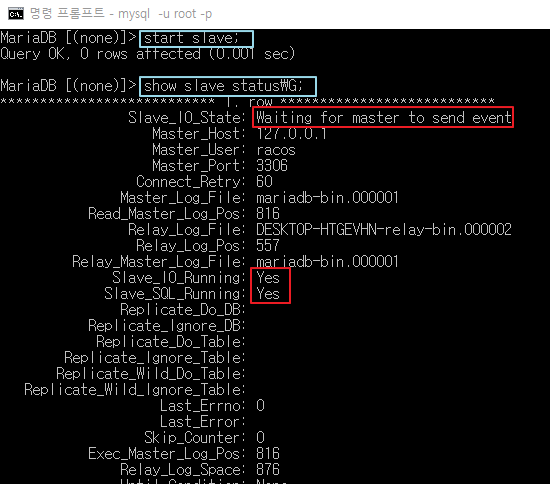 명령 프롬프트 - mysql -u root -p
MariaDB [(none)]> start slave;
Query OK, 0 rows affected (0.001 sec)
MariaDB [(none)]> show slave status₩G;
*************************** 1. row ***************************
Slave_IO_State: Waiting for master to send event
Master_Host: 127.0.0.1
Master_User: racos
Master_Port: 3306
Connect_Retry: 60
Master_Log_File: mariadb-bin.000001
Read_Master_Log_Pos: 816
Relay_Log_File: DESKTOP-HTGEVHN-relay-bin.000002
Relay_Log_Pos: 557
Relay_Master_Log_File: mariadb-bin.000001
Slave_IO_Running: Yes
Slave_SQL_Running: Yes
Replicate_Do_DB:
Replicate_Ignore_DB:
Replicate_Do_Table:
Replicate_Ignore_Table:
Replicate_Wild_Do_Table:
Replicate_Wild_Ignore_Table:
Last_Errno: 0
Last_Error:
Skip_Counter: 0
Exec_Master_Log_Pos: 816
Relay_Log_Space: 876
Until_Condition: None